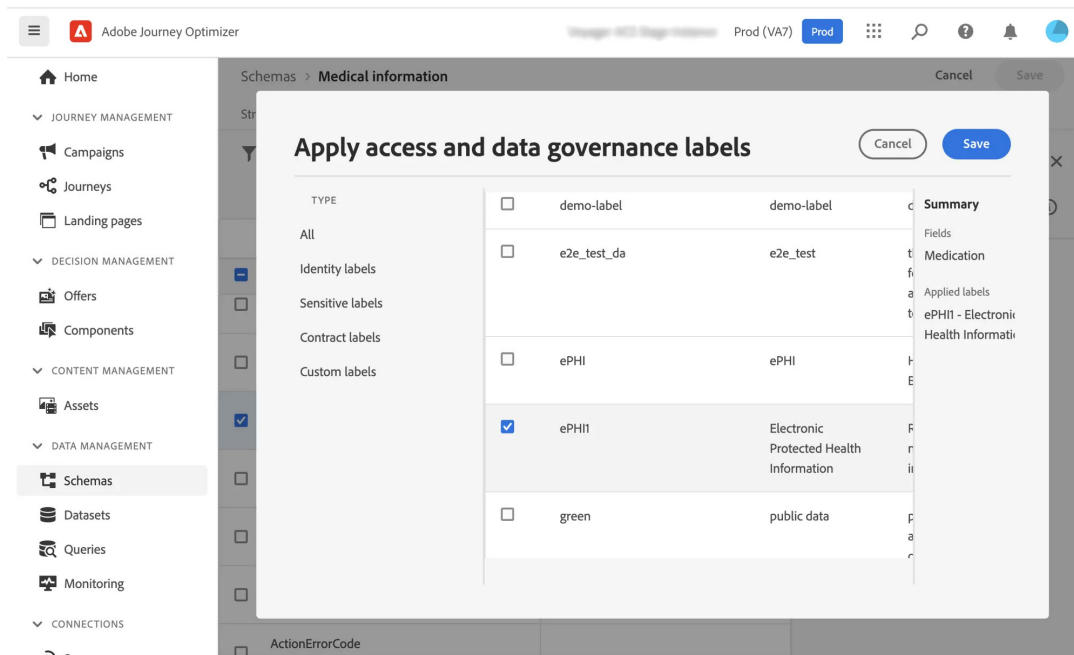 Adobe Journey Optimizer
Prod (VA7)
Prod
Home
JOURNEY MANAGEMENT
Campaigns
Journeys
Landing pages
DECISION MANAGEMENT
Offers
Components
CONTENT MANAGEMENT
Assets
DATA MANAGEMENT
Schemas
Datasets
Queries
Monitoring
CONNECTIONS
Schemas > Medical information
Cancel
Save
Str
Apply access and data governance labels
Cancel
Save
TYPE
All
Identity labels
Sensitive labels
Contract labels
Custom labels
demo-label demo-label
e2e_test_da e2e_test
ePHI ePHI
ePHI1 Electronic
Protected Health
Information
green public data
Summary
Fields
Medication
Applied labels
ePHI1 - Electronic
Health Informati
ActionErrorCode